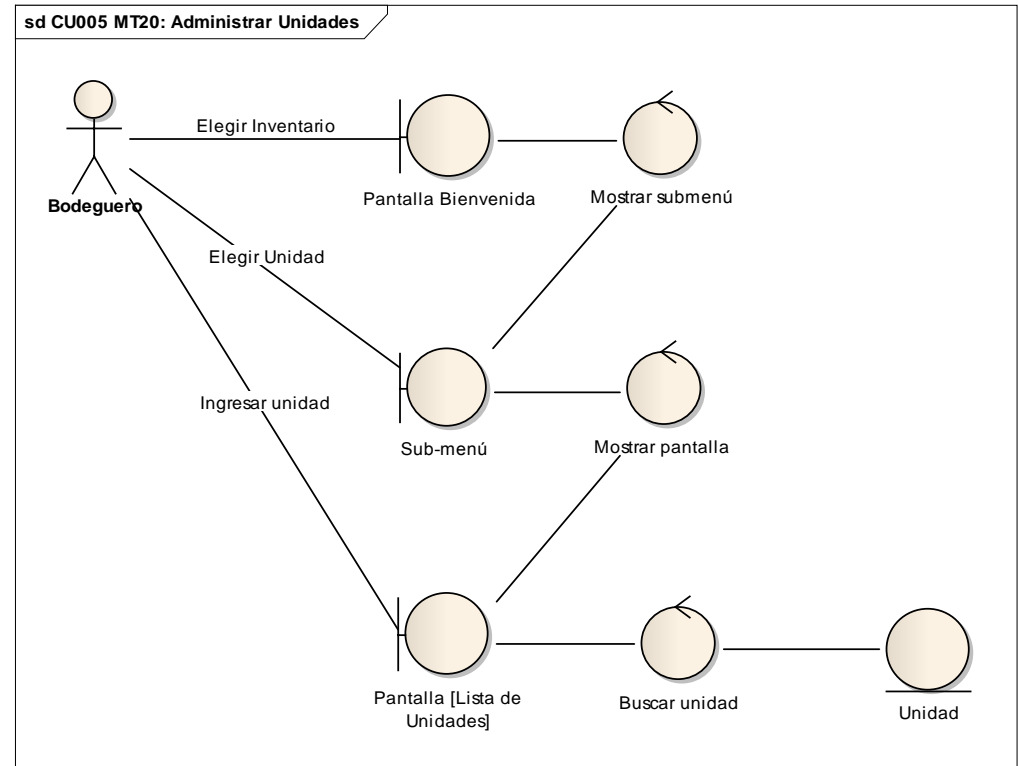 sd CU005 MT20: Administrar Unidades
Elegir Inventario
Bodeguero
Pantalla Bienvenida
Mostrar submenú
Elegir Unidad
Ingresar unidad
Sub-menú
Mostrar pantalla
Pantalla [Lista de
Unidades]
Buscar unidad
Unidad